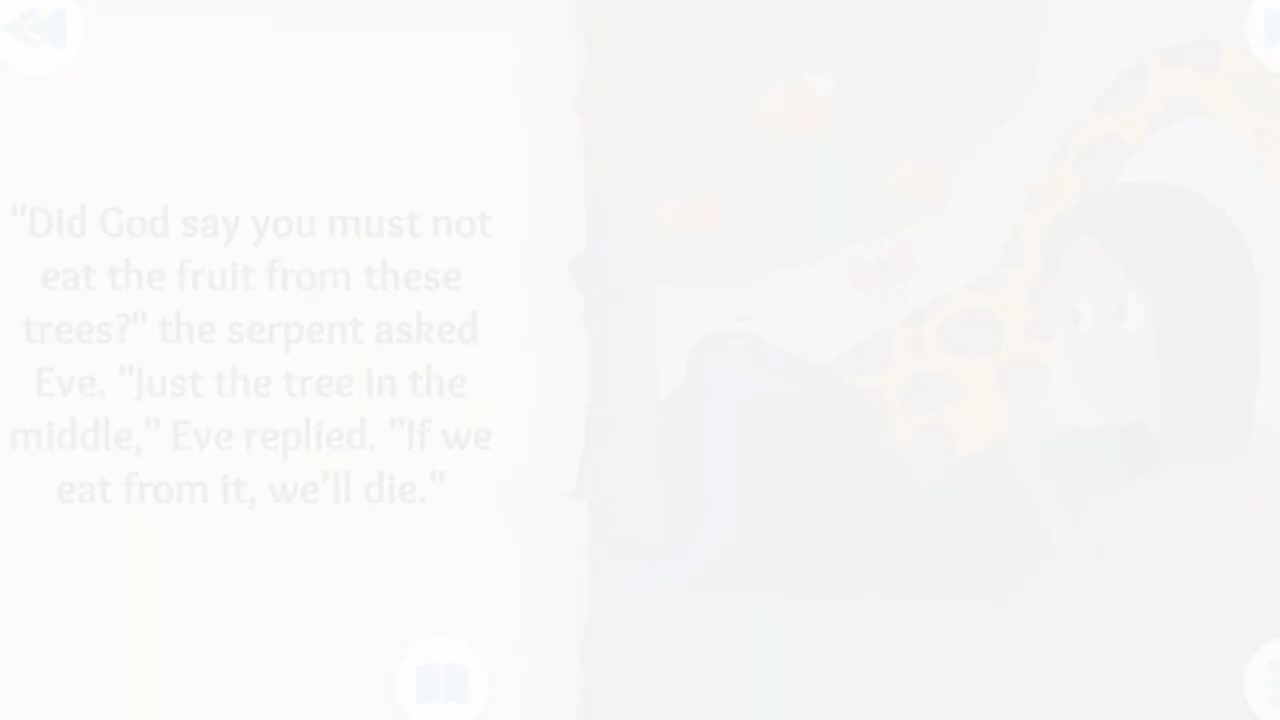 "Did God say you must not
eat the fruit from these
trees?" the serpent asked
Eve. "Just the tree in the
middle," Eve replied. "If we
eat from it, we’ll die."